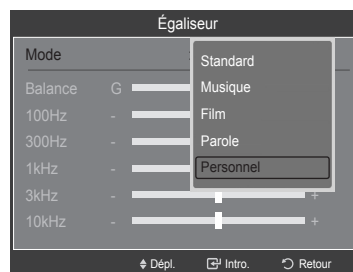 Égaliseur
Mode :
Standard
Musique
Film
Parole
Personnel
Balance G
100Hz -
300Hz -
1kHz -
3kHz - +
10kHz - +
Dépl. Intro. Retour